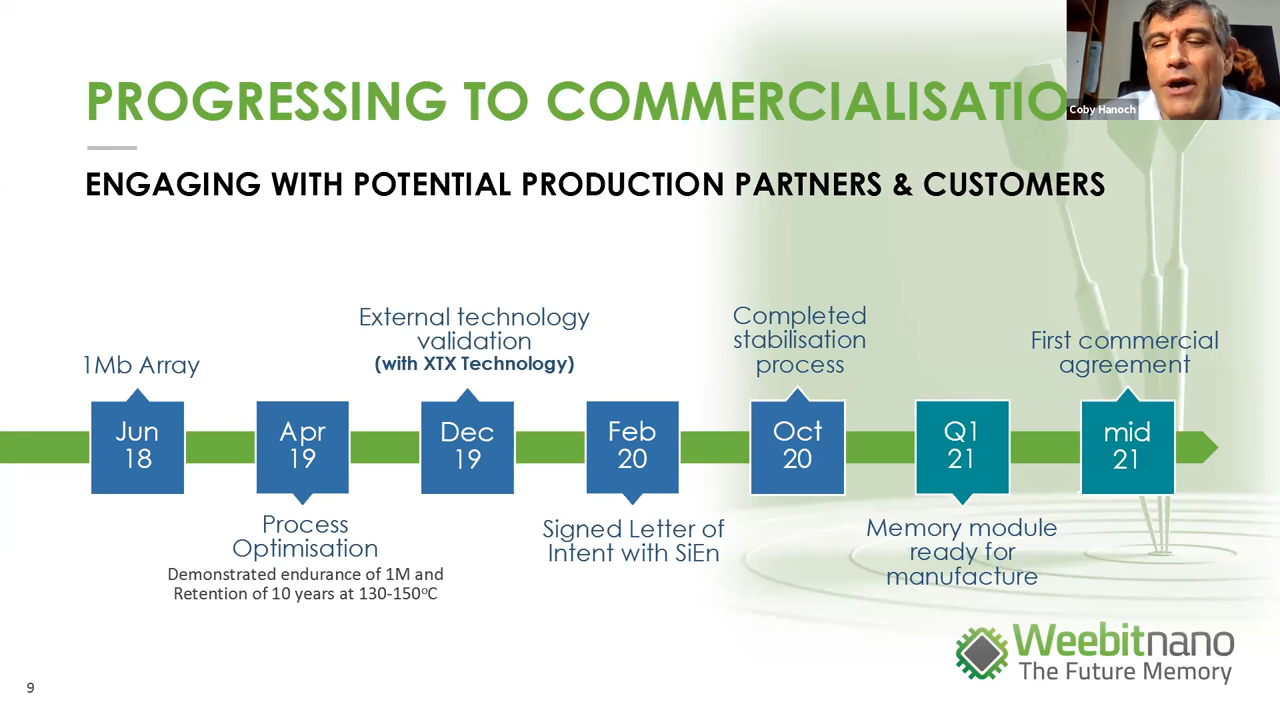 PROGRESSING TO COMMERCIALISATIO
Coby Hanoch
ENGAGING WITH POTENTIAL PRODUCTION PARTNERS & CUSTOMERS
1Mb Array
External technology
validation
(with XTX Technology)
Completed
stabilisation
process
First commercial
agreement
Jun
18
Apr
19
Dec
19
Feb
20
Oct
20
Q1
21
mid
21
Process
Optimisation
Demonstrated endurance of 1M and
Retention of 10 years at 130-150°C
Signed Letter of
Intent with SiEn
Memory module
ready for
manufacture
Weebitnano
The Future Memory
9